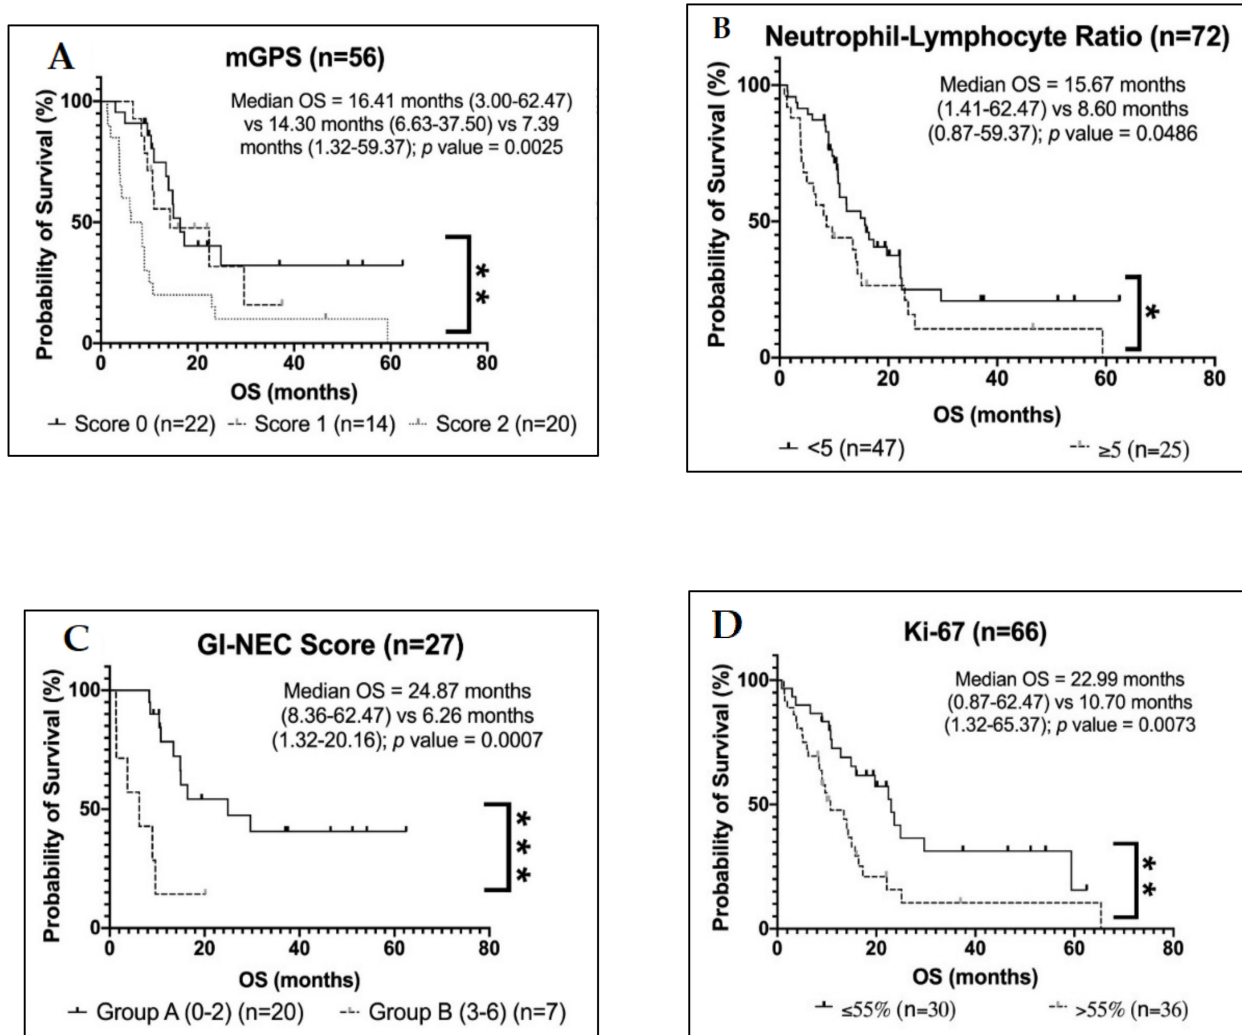 A
mGPS (n=56)
Median OS = 16.41 months (3.00-62.47)
vs 14.30 months (6.63-37.50) vs 7.39
months (1.32-59.37); p value = 0.0025
Probability of Survival (%)
100
50
0
0 20 40 60 80
OS (months)
**
Score 0 (n=22) Score 1 (n=14) Score 2 (n=20)
B
Neutrophil-Lymphocyte Ratio (n=72)
Median OS = 15.67 months
(1.41-62.47) vs 8.60 months
(0.87-59.37); p value = 0.0486
Probability of Survival (%)
100
50
0
0 20 40 60 80
OS (months)
*
<5 (n=47) ≥5 (n=25)
C
GI-NEC Score (n=27)
Median OS = 24.87 months
(8.36-62.47) vs 6.26 months
(1.32-20.16); p value = 0.0007
Probability of Survival (%)
100
50
0
0 20 40 60 80
OS (months)
***
Group A (0-2) (n=20) Group B (3-6) (n=7)
D
Ki-67 (n=66)
Median OS = 22.99 months
(0.87-62.47) vs 10.70 months
(1.32-65.37); p value = 0.0073
Probability of Survival (%)
100
50
0
0 20 40 60 80
OS (months)
**
≤55% (n=30) >55% (n=36)